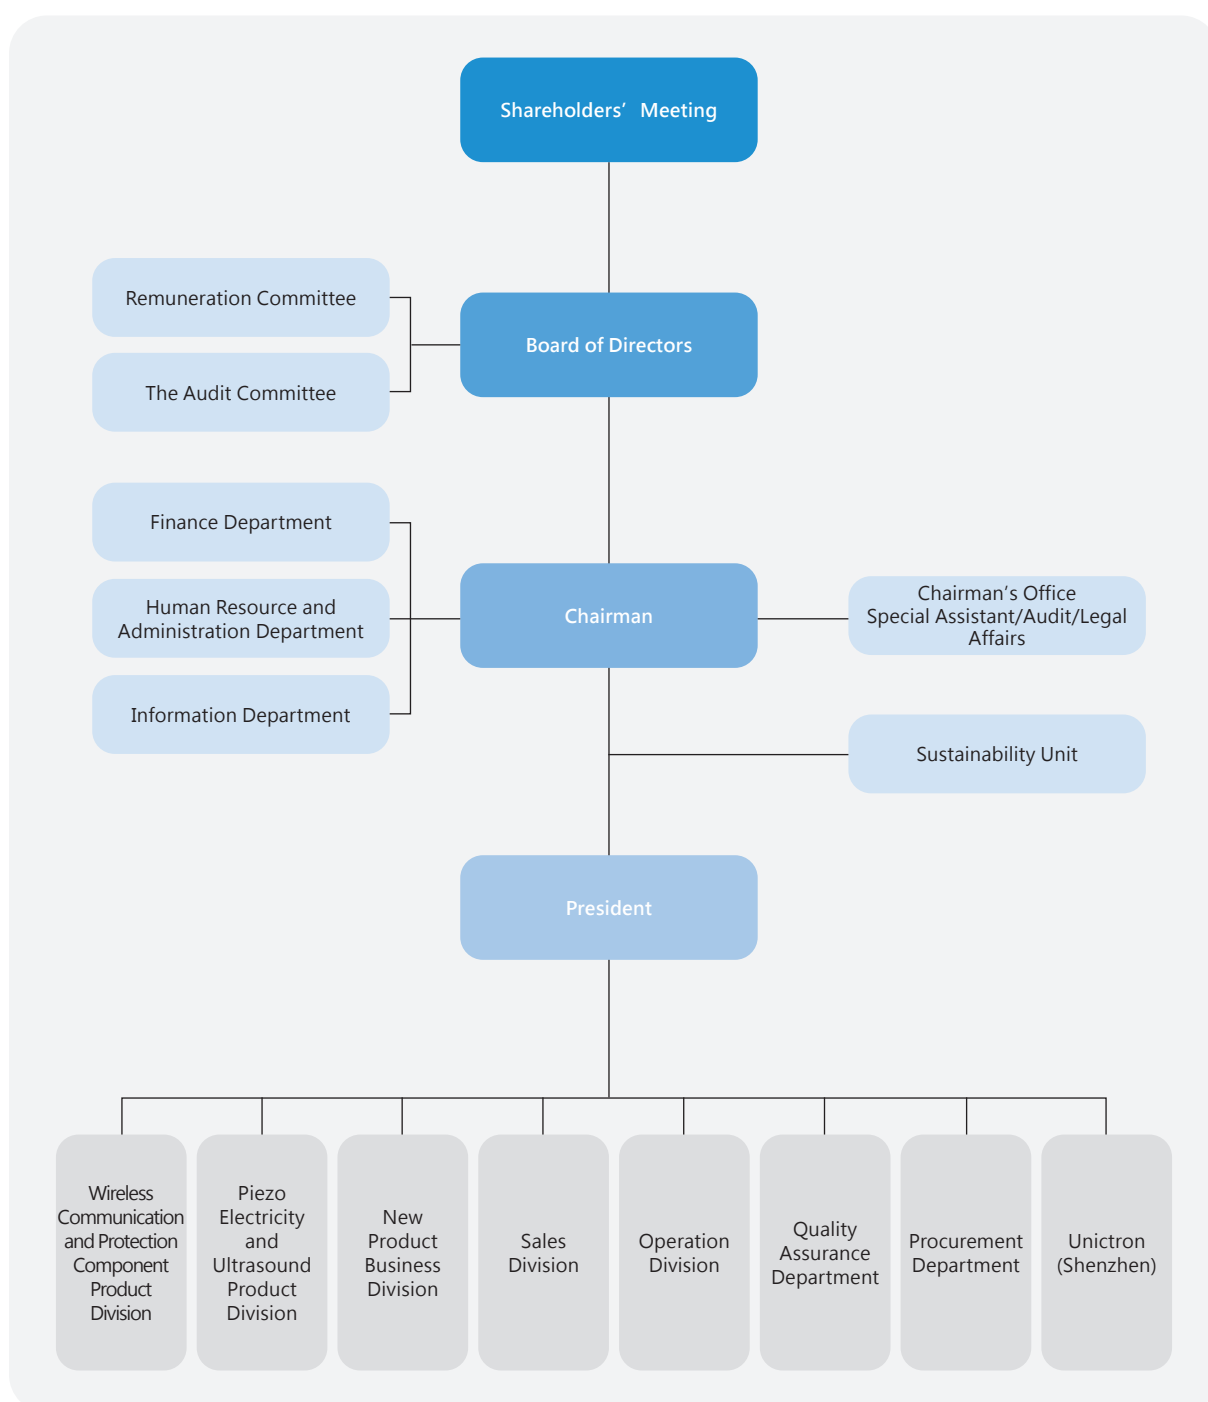 Shareholders’ Meeting
Remuneration Committee
Board of Directors
The Audit Committee
Finance Department
Human Resource and
Administration Department
Information Department
Chairman
Chairman’s Office
Special Assistant/Audit/Legal
Affairs
Sustainability Unit
President
Wireless
Communication
and Protection
Component
Product
Division
Piezo
Electricity
and
Ultrasound
Product
Division
New
Product
Business
Division
Sales
Division
Operation
Division
Quality
Assurance
Department
Procurement
Department
Unictron
(Shenzhen)